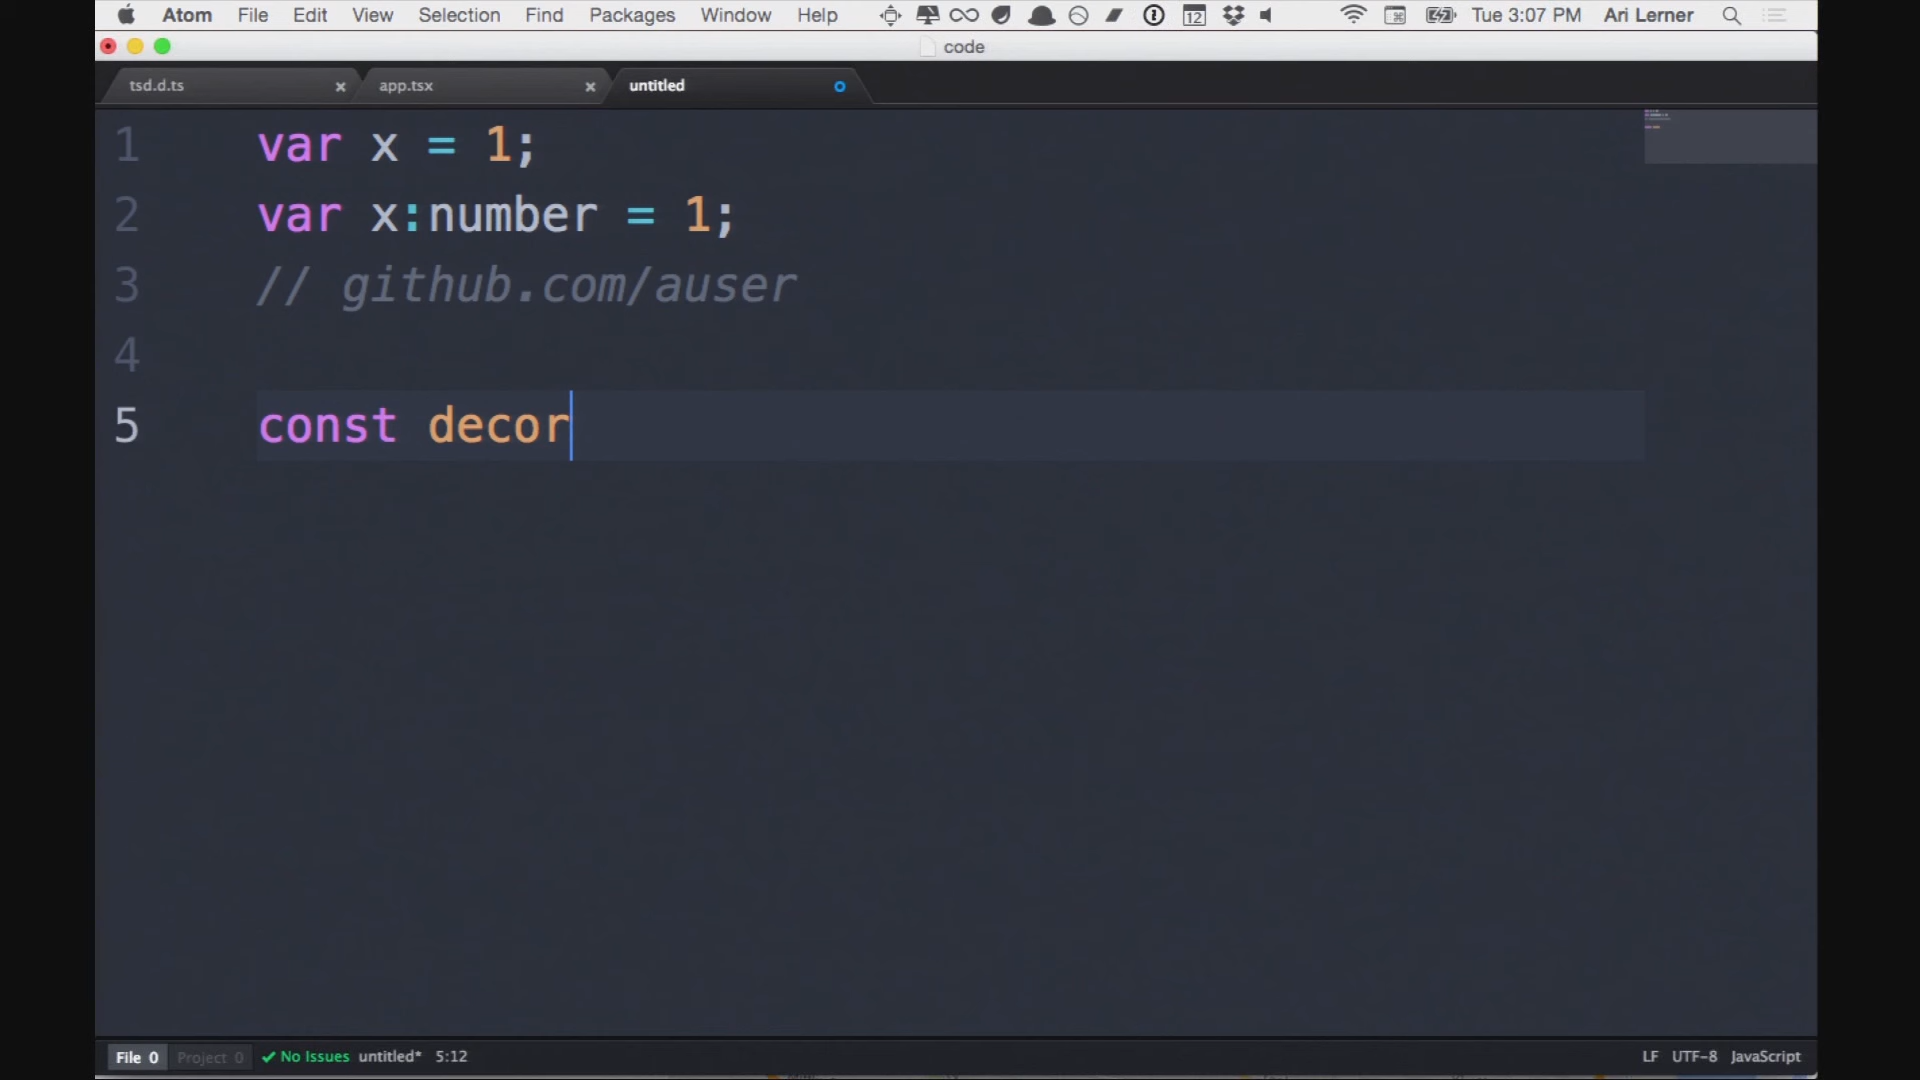 Atom File Edit View Selection Find Packages Window Help 12 Tue 3:07 PM Ari Lerner
code
tsd.d.ts app.tsx untitled
1 var x = 1;
2 var x:number = 1;
3 // github.com/auser
4
5 const decor
File 0 Project 0 No Issues untitled* 5:12 LF UTF-8 JavaScript